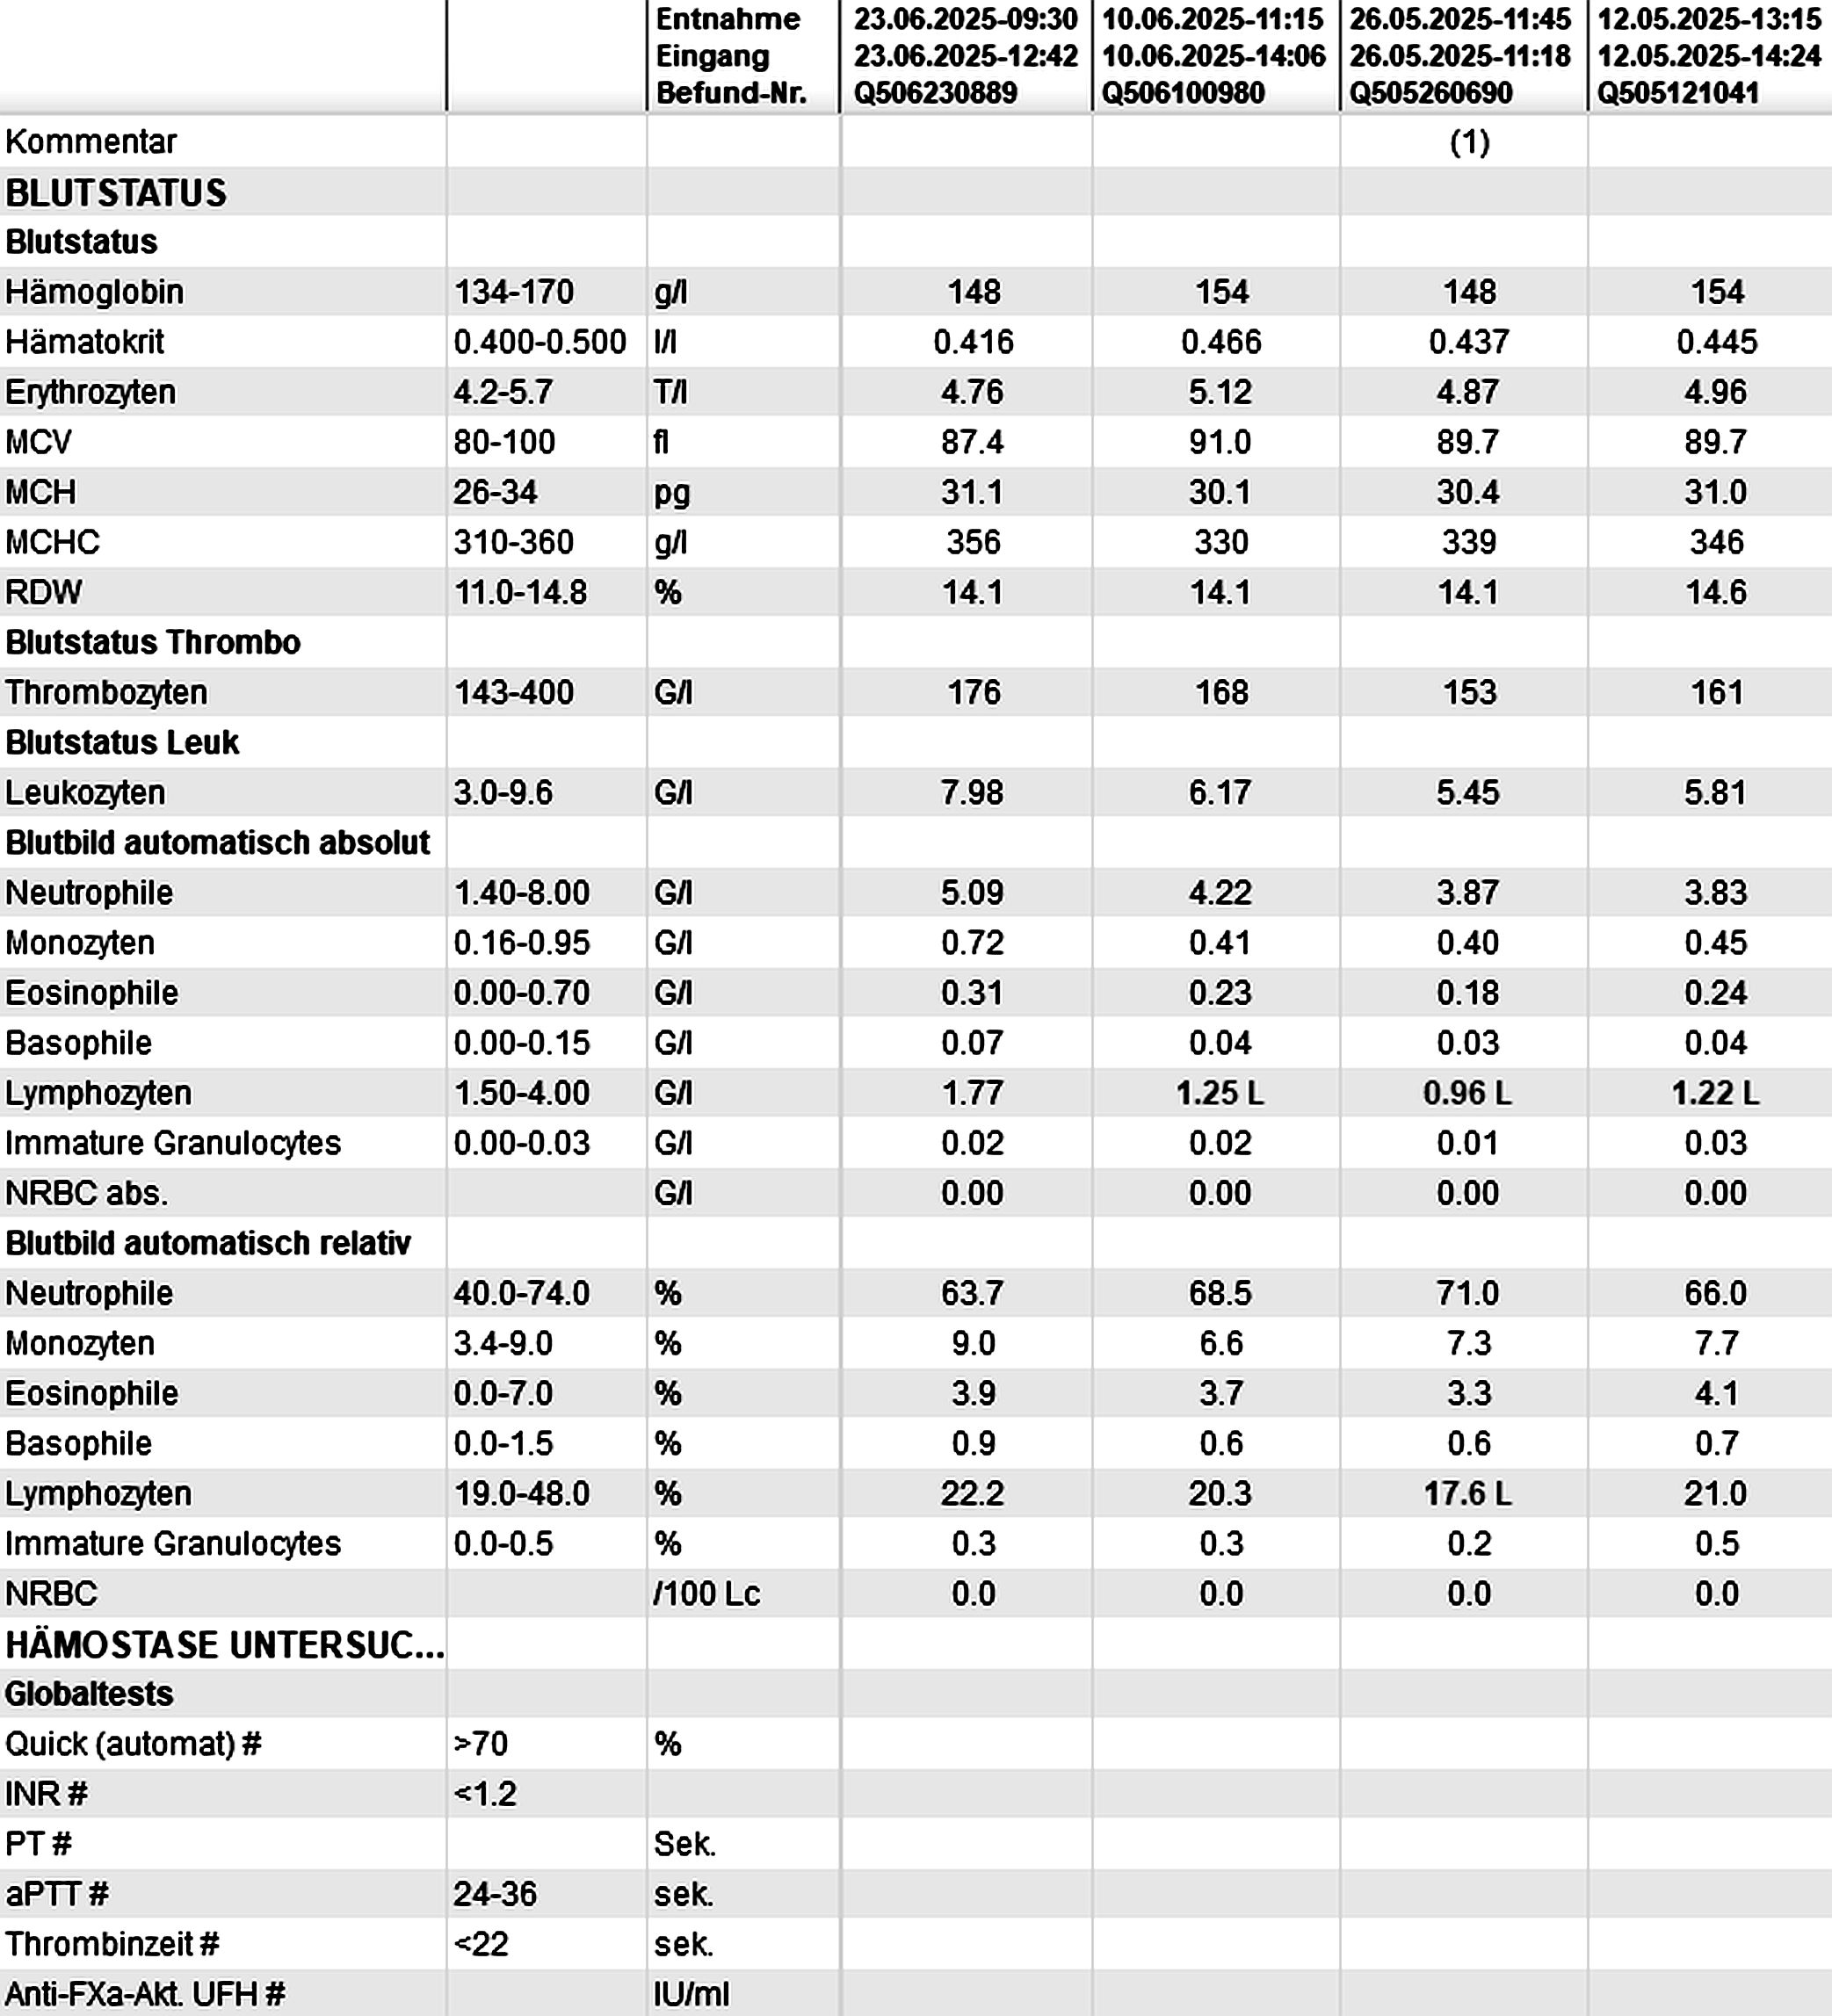 Entnahme 23.06.2025-09:30 10.06.2025-11:15 26.05.2025-11:45 12.05.2025-13:15
Eingang 23.06.2025-12:42 10.06.2025-14:06 26.05.2025-11:18 12.05.2025-14:24
Befund-Nr. Q506230889 Q506100980 Q505260690 Q505121041
Kommentar (1)
BLUTSTATUS
Blutstatus
Hämoglobin 134-170 g/l 148 154 148 154
Hämatokrit 0.400-0.500 l/l 0.416 0.466 0.437 0.445
Erythrozyten 4.2-5.7 T/l 4.76 5.12 4.87 4.96
MCV 80-100 fl 87.4 91.0 89.7 89.7
MCH 26-34 pg 31.1 30.1 30.4 31.0
MCHC 310-360 g/l 356 330 339 346
RDW 11.0-14.8 % 14.1 14.1 14.1 14.6
Blutstatus Thrombo
Thrombozyten 143-400 G/l 176 168 153 161
Blutstatus Leuk
Leukozyten 3.0-9.6 G/l 7.98 6.17 5.45 5.81
Blutbild automatisch absolut
Neutrophile 1.40-8.00 G/l 5.09 4.22 3.87 3.83
Monozyten 0.16-0.95 G/l 0.72 0.41 0.40 0.45
Eosinophile 0.00-0.70 G/l 0.31 0.23 0.18 0.24
Basophile 0.00-0.15 G/l 0.07 0.04 0.03 0.04
Lymphozyten 1.50-4.00 G/l 1.77 1.25 L 0.96 L 1.22 L
Immature Granulocytes 0.00-0.03 G/l 0.02 0.02 0.01 0.03
NRBC abs. G/l 0.00 0.00 0.00 0.00
Blutbild automatisch relativ
Neutrophile 40.0-74.0 % 63.7 68.5 71.0 66.0
Monozyten 3.4-9.0 % 9.0 6.6 7.3 7.7
Eosinophile 0.0-7.0 % 3.9 3.7 3.3 4.1
Basophile 0.0-1.5 % 0.9 0.6 0.6 0.7
Lymphozyten 19.0-48.0 % 22.2 20.3 17.6 L 21.0
Immature Granulocytes 0.0-0.5 % 0.3 0.3 0.2 0.5
NRBC /100 Lc 0.0 0.0 0.0 0.0
HÄMOSTASE UNTERSUC...
Globaltests
Quick (automat) # >70 %
INR # <1.2
PT # Sek.
aPTT # 24-36 sek.
Thrombinzeit # <22 sek.
Anti-FXa-Akt. UFH # IU/ml